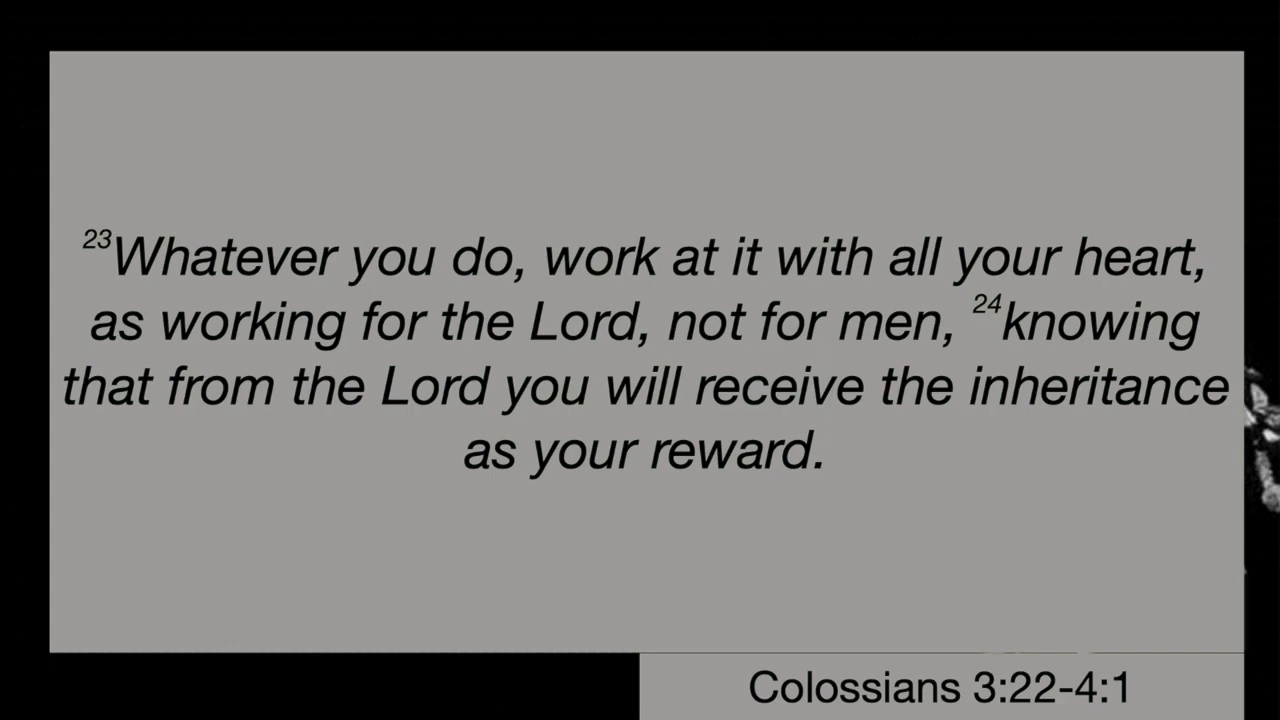 ²³Whatever you do, work at it with all your heart,
as working for the Lord, not for men, ²⁴knowing
that from the Lord you will receive the inheritance
as your reward.
Colossians 3:22-4:1